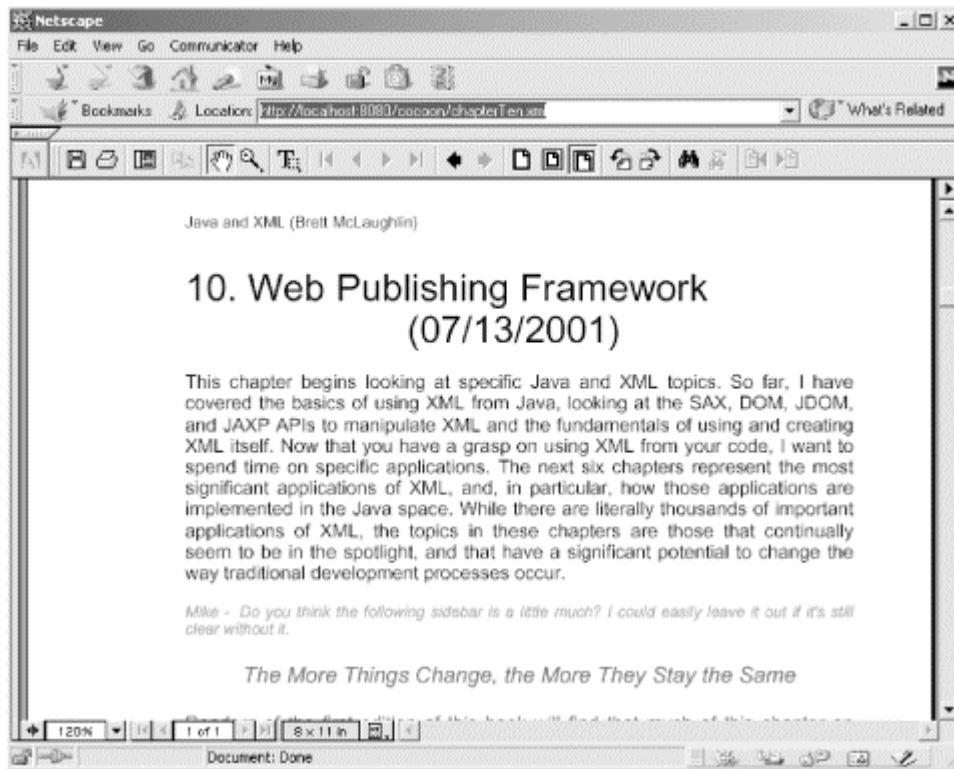 Netscape
File Edit View Go Communicator Help
Bookmarks Location: http://localhost:8080/cocoon/chapterTen.xml What's Related
Java and XML (Brett McLaughlin)
10. Web Publishing Framework
(07/13/2001)
This chapter begins looking at specific Java and XML topics. So far, I have
covered the basics of using XML from Java, looking at the SAX, DOM, JDOM,
and JAXP APIs to manipulate XML and the fundamentals of using and creating
XML itself. Now that you have a grasp on using XML from your code, I want to
spend time on specific applications. The next six chapters represent the most
significant applications of XML, and, in particular, how those applications are
implemented in the Java space. While there are literally thousands of important
applications of XML, the topics in these chapters are those that continually
seem to be in the spotlight, and that have a significant potential to change the
way traditional development processes occur.
Mike - Do you think the following sidebar is a little much? I could easily leave it out if it's still
clear without it.
The More Things Change, the More They Stay the Same
120% 1 of 1 8 x 11 in
Document: Done